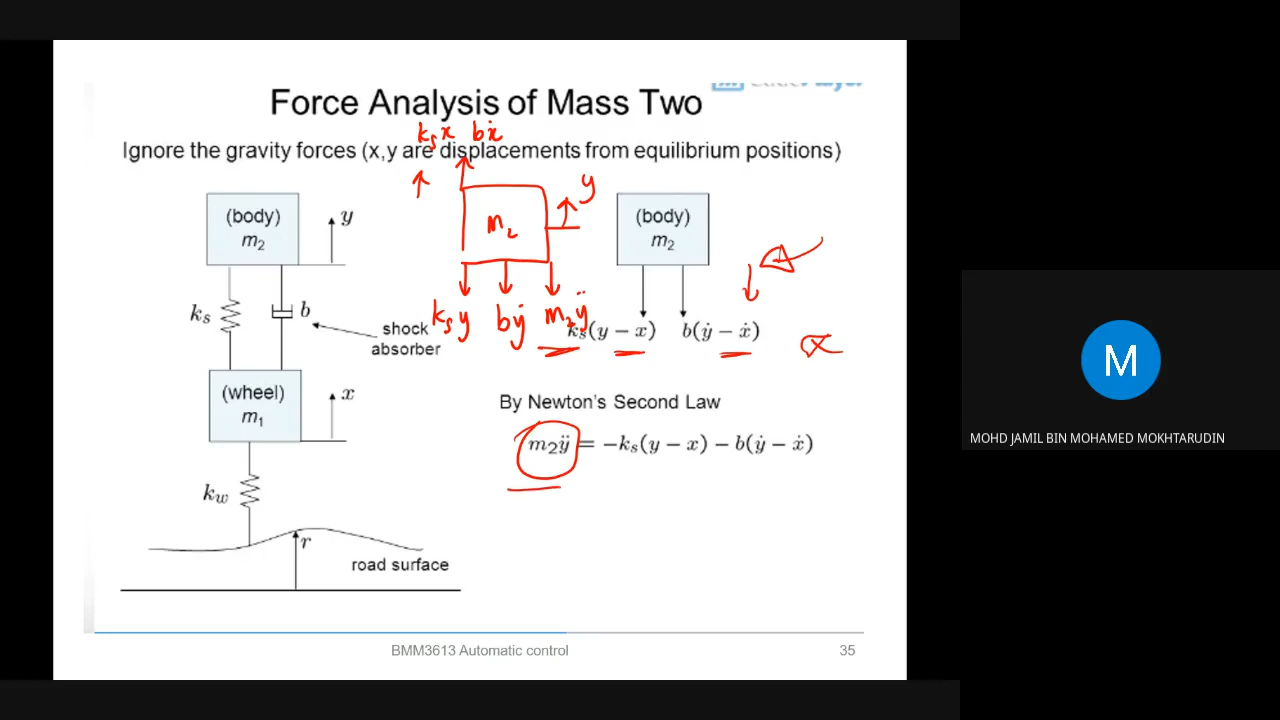 Force Analysis of Mass Two
kₛx bẋ
Ignore the gravity forces (x,y are displacements from equilibrium positions)
(body)
m₂
y
m₂
y
(body)
m₂
kₛ
b
shock
absorber
kₛy bẏ m₂ÿ
kₛ(y − x) b(ẏ − ẋ)
(wheel)
m₁
x
By Newton's Second Law
m₂ÿ = −kₛ(y − x) − b(ẏ − ẋ)
k_w
r
road surface
BMM3613 Automatic control
35
M
MOHD JAMIL BIN MOHAMED MOKHTARUDIN